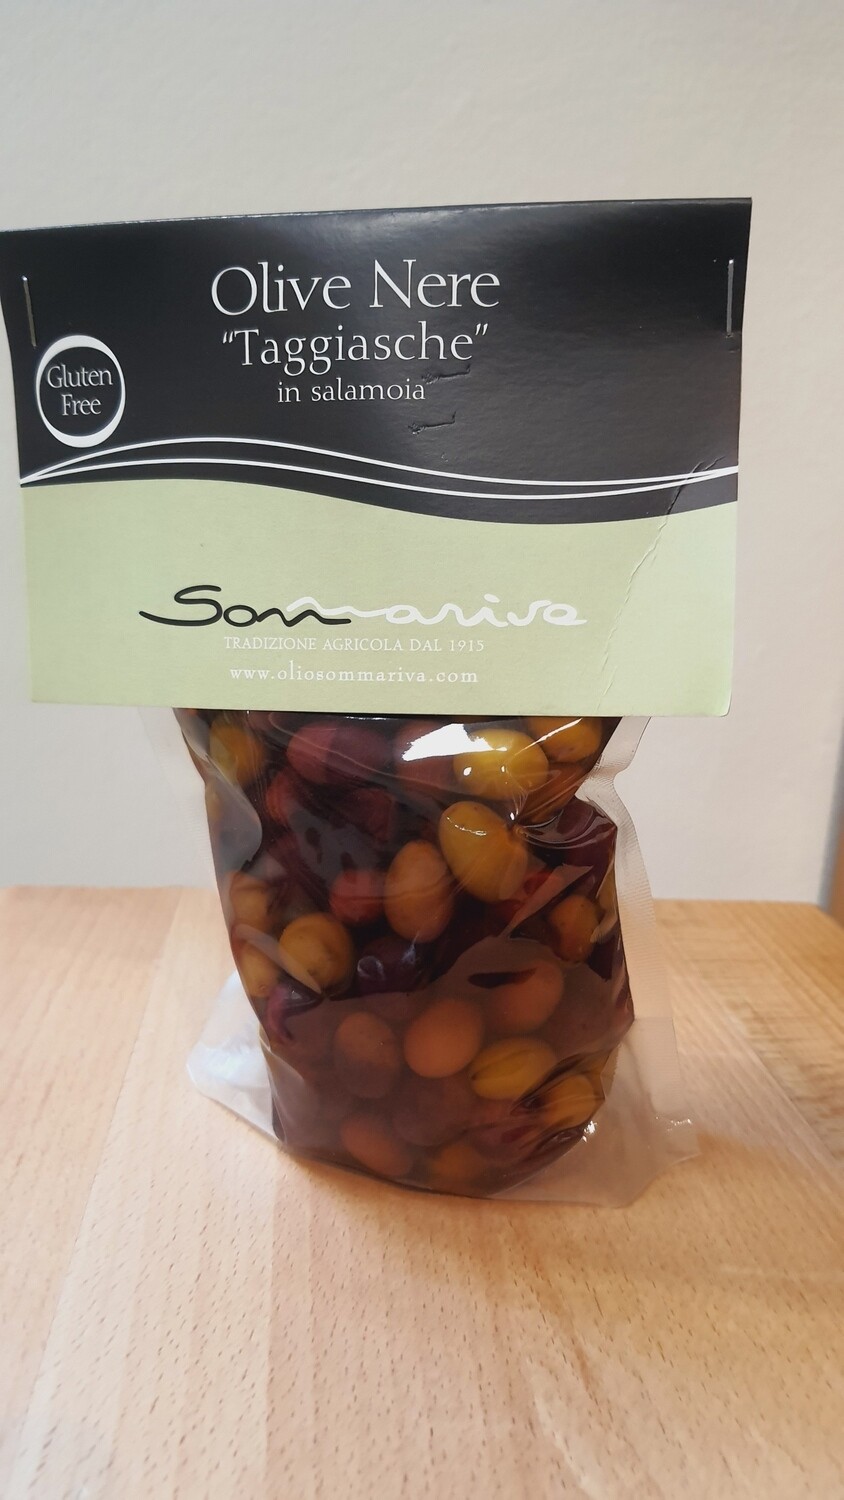 Olive Nere
"Taggiasche"
in salamoia
Gluten
Free
Sommariva
TRADIZIONE AGRICOLA DAL 1915
www.oliosommariva.com